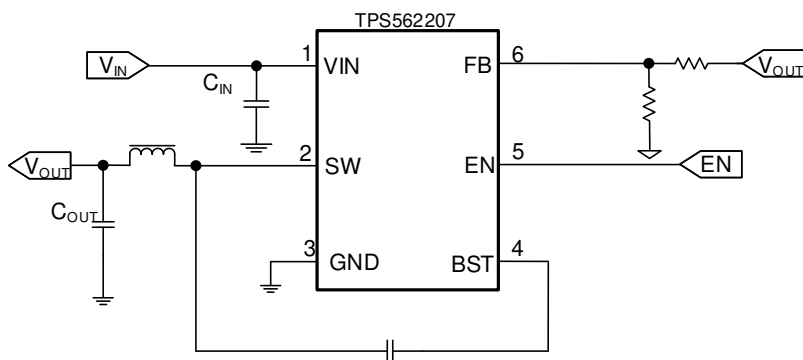 TPS562207
V_IN
1
VIN
FB
6
V_OUT
C_IN
V_OUT
2
SW
EN
5
EN
C_OUT
3
GND
BST
4